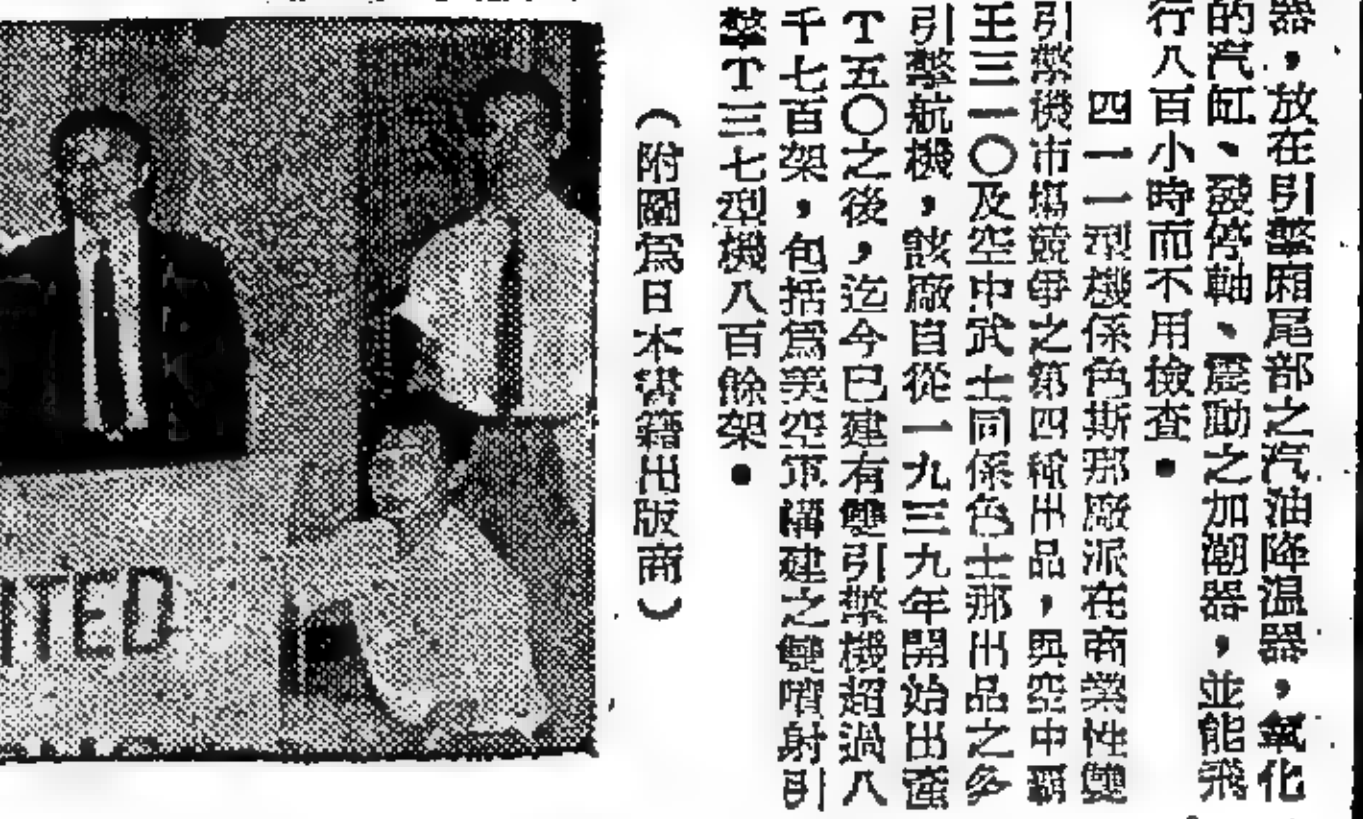 器，放在引擎厢尾部之汽油降温器，氧化
的汽缸、發停軸、震動之加潮器，並能飛
行八百小時而不用檢查。
四一一型機係色斯那廠派在商業性雙
引擎機市塲競爭之第四種出品，與空中霸
王三一〇及空中武士同係色士那出品之多
引擎航機，該廠自從一九三九年開始出產
T五〇之後，迄今已建有雙引擎機超過八
千七百架，包括爲美空軍購建之雙噴射引
擎T三七型機八百餘架。
（附圖爲日本書籍出版商）
ITED